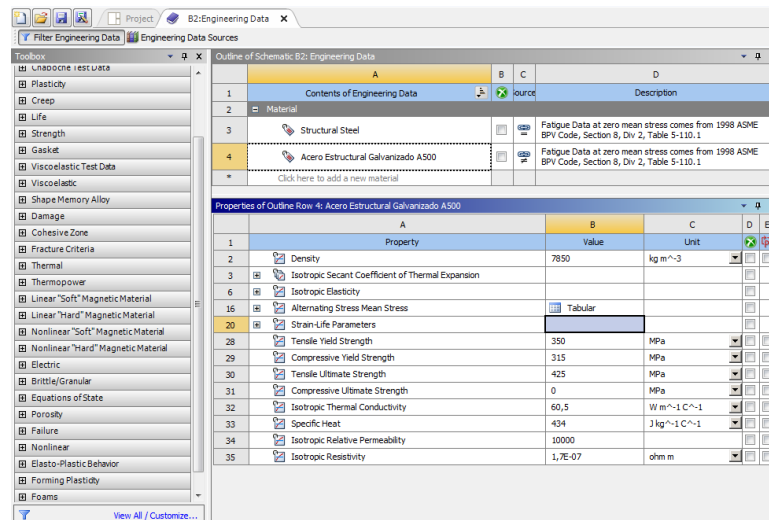 Project
B2:Engineering Data
Filter Engineering Data
Engineering Data Sources
Toolbox
Chaboche Test Data
Plasticity
Creep
Life
Strength
Gasket
Viscoelastic Test Data
Viscoelastic
Shape Memory Alloy
Damage
Cohesive Zone
Fracture Criteria
Thermal
Thermopower
Linear "Soft" Magnetic Material
Linear "Hard" Magnetic Material
Nonlinear "Soft" Magnetic Material
Nonlinear "Hard" Magnetic Material
Electric
Brittle/Granular
Equations of State
Porosity
Failure
Nonlinear
Elasto-Plastic Behavior
Forming Plasticity
Foams
View All / Customize...
Outline of Schematic B2: Engineering Data
A B C D
1 Contents of Engineering Data ource Description
2 Material
3 Structural Steel Fatigue Data at zero mean stress comes from 1998 ASME
BPV Code, Section 8, Div 2, Table 5-110.1
4 Acero Estructural Galvanizado A500 Fatigue Data at zero mean stress comes from 1998 ASME
BPV Code, Section 8, Div 2, Table 5-110.1
* Click here to add a new material
Properties of Outline Row 4: Acero Estructural Galvanizado A500
A B C D E
1 Property Value Unit
2 Density 7850 kg m^-3
3 Isotropic Secant Coefficient of Thermal Expansion
6 Isotropic Elasticity
16 Alternating Stress Mean Stress Tabular
20 Strain-Life Parameters
28 Tensile Yield Strength 350 MPa
29 Compressive Yield Strength 315 MPa
30 Tensile Ultimate Strength 425 MPa
31 Compressive Ultimate Strength 0 MPa
32 Isotropic Thermal Conductivity 60,5 W m^-1 C^-1
33 Specific Heat 434 J kg^-1 C^-1
34 Isotropic Relative Permeability 10000
35 Isotropic Resistivity 1,7E-07 ohm m